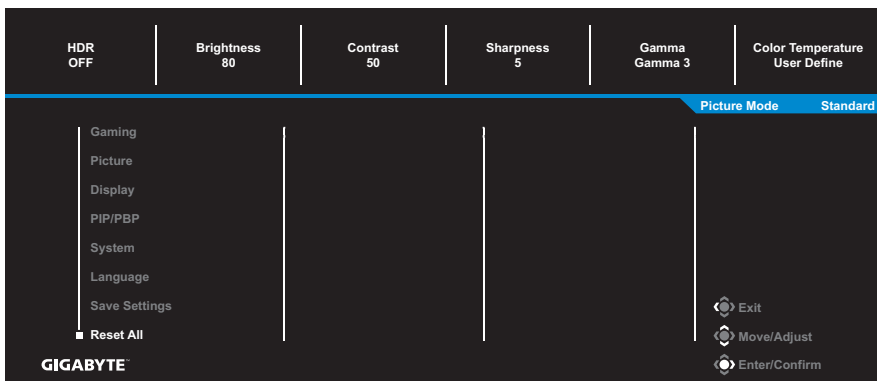 HDR
OFF
Brightness
80
Contrast
50
Sharpness
5
Gamma
Gamma 3
Color Temperature
User Define
Picture Mode Standard
Gaming
Picture
Display
PIP/PBP
System
Language
Save Settings
Reset All
Exit
Move/Adjust
Enter/Confirm
GIGABYTE™